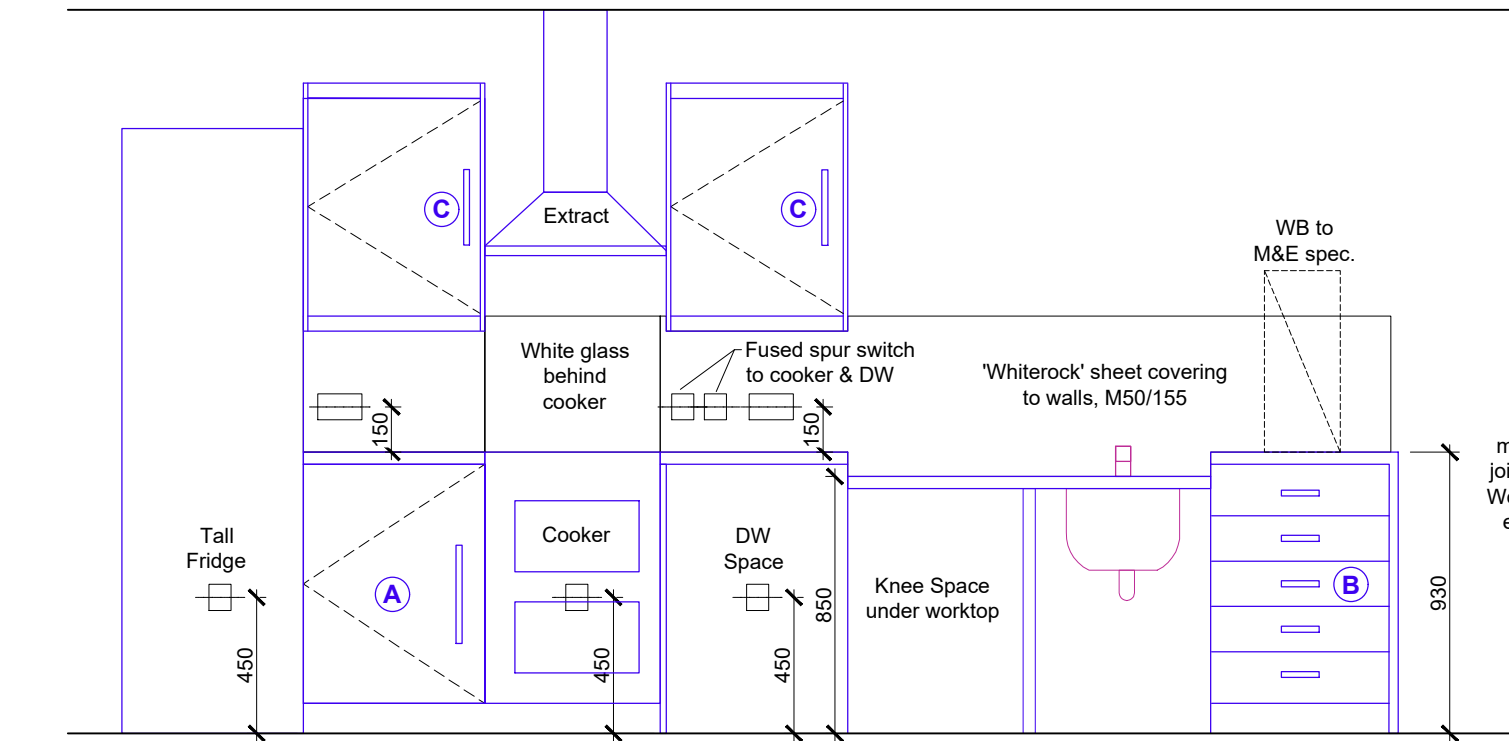 C
Extract
C
WB to
M&E spec.
White glass
behind
cooker
Fused spur switch
to cooker & DW
'Whiterock' sheet covering
to walls, M50/155
150
150
Tall
Fridge
A
Cooker
DW
Space
Knee Space
under worktop
B
450
450
450
850
930